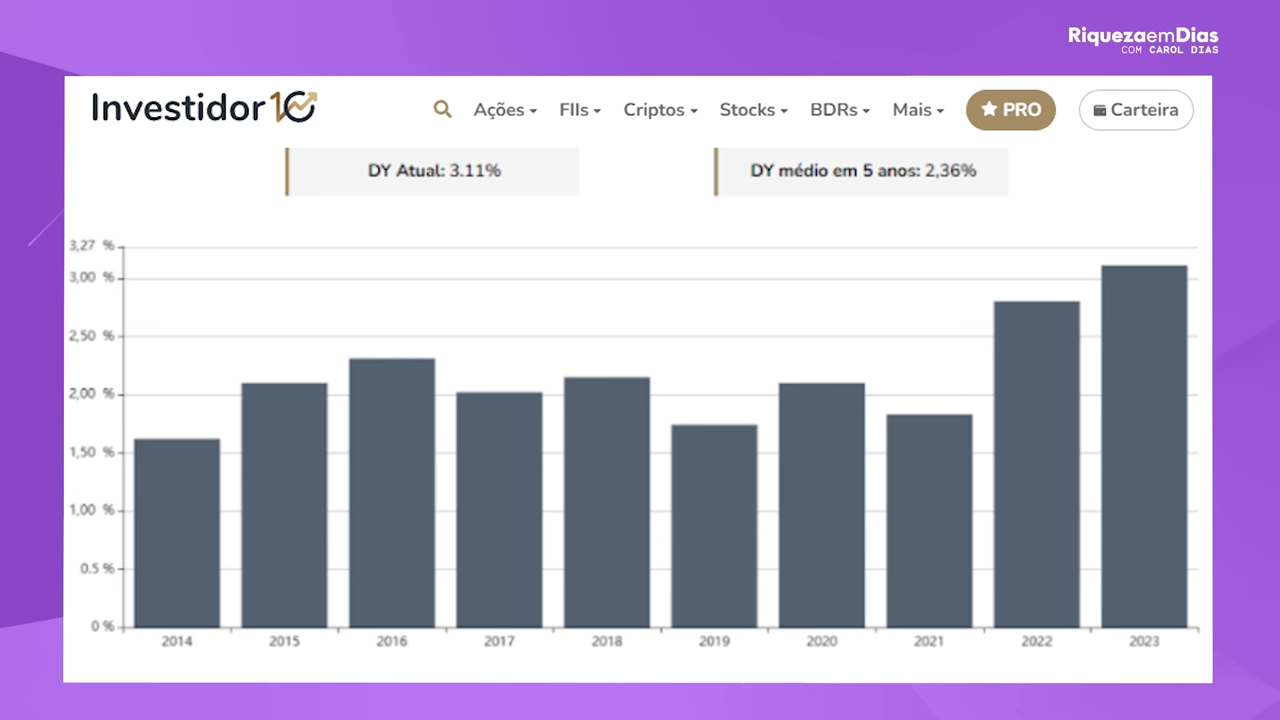 RiquezaemDias
COM CAROL DIAS
Investidor10
Ações
FIIs
Criptos
Stocks
BDRs
Mais
PRO
Carteira
DY Atual: 3.11%
DY médio em 5 anos: 2,36%
3,27 %
3,00 %
2,50 %
2,00 %
1,50 %
1,00 %
0.5 %
0 %
2014
2015
2016
2017
2018
2019
2020
2021
2022
2023